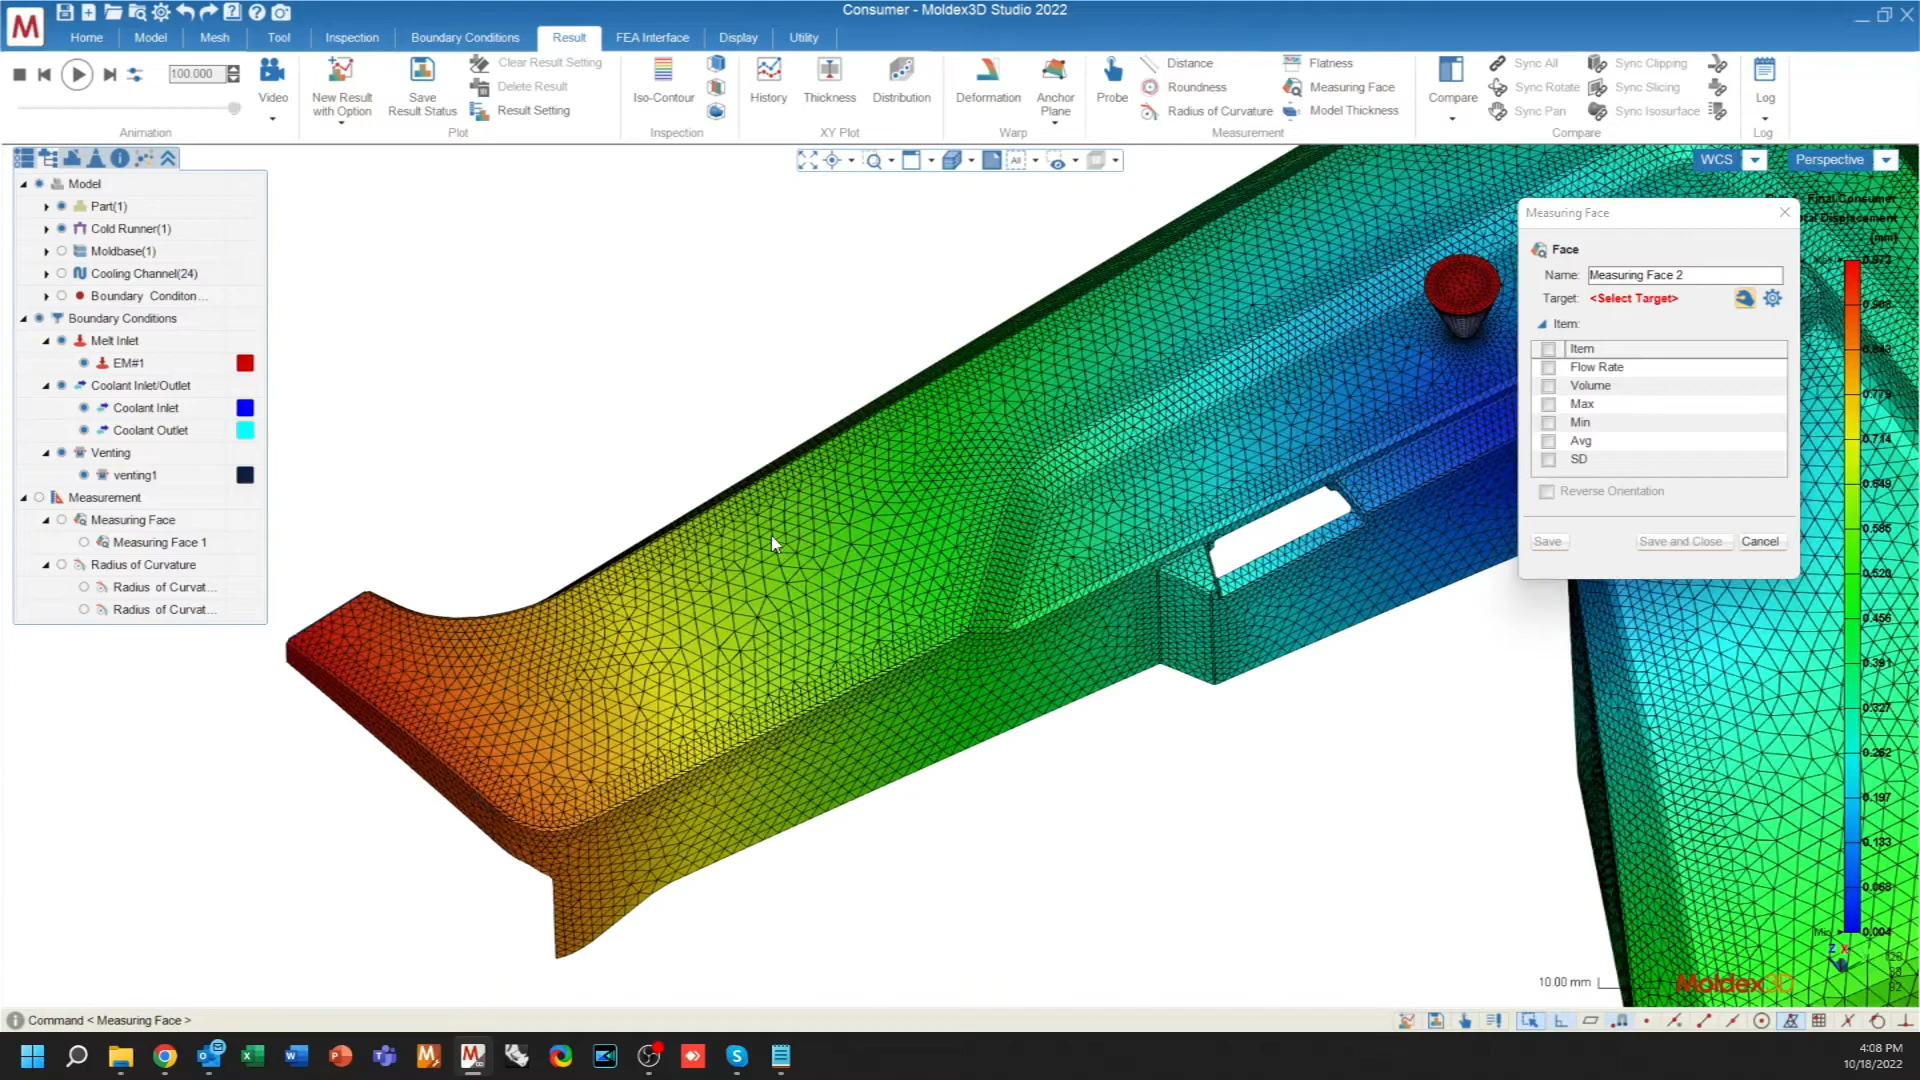 Consumer - Moldex3D Studio 2022
Home
Model
Mesh
Tool
Inspection
Boundary Conditions
Result
FEA Interface
Display
Utility
100.000
Video
New Result with Option
Save Result Status
Clear Result Setting
Delete Result
Result Setting
Iso-Contour
History
Thickness
Distribution
Deformation
Anchor Plane
Probe
Distance
Roundness
Radius of Curvature
Flatness
Measuring Face
Model Thickness
Compare
Sync All
Sync Rotate
Sync Pan
Sync Clipping
Sync Slicing
Sync Isosurface
Log
Animation
Plot
Inspection
XY Plot
Warp
Measurement
Compare
Log
All
WCS
Perspective
Model
Part(1)
Cold Runner(1)
Moldbase(1)
Cooling Channel(24)
Boundary Conditon...
Boundary Conditions
Melt Inlet
EM#1
Coolant Inlet/Outlet
Coolant Inlet
Coolant Outlet
Venting
venting1
Measurement
Measuring Face
Measuring Face 1
Radius of Curvature
Radius of Curvat...
Radius of Curvat...
Measuring Face
Face
Name: Measuring Face 2
Target: <Select Target>
Item:
Item
Flow Rate
Volume
Max
Min
Avg
SD
Reverse Orientation
Save
Save and Close
Cancel
Final Consumer
Displacement
[mm]
0.714
0.649
0.585
0.520
0.456
0.391
0.327
0.262
0.197
0.133
0.068
Min
0.004
Z X
10.00 mm
Moldex3D
Command < Measuring Face >
4:08 PM
10/18/2022